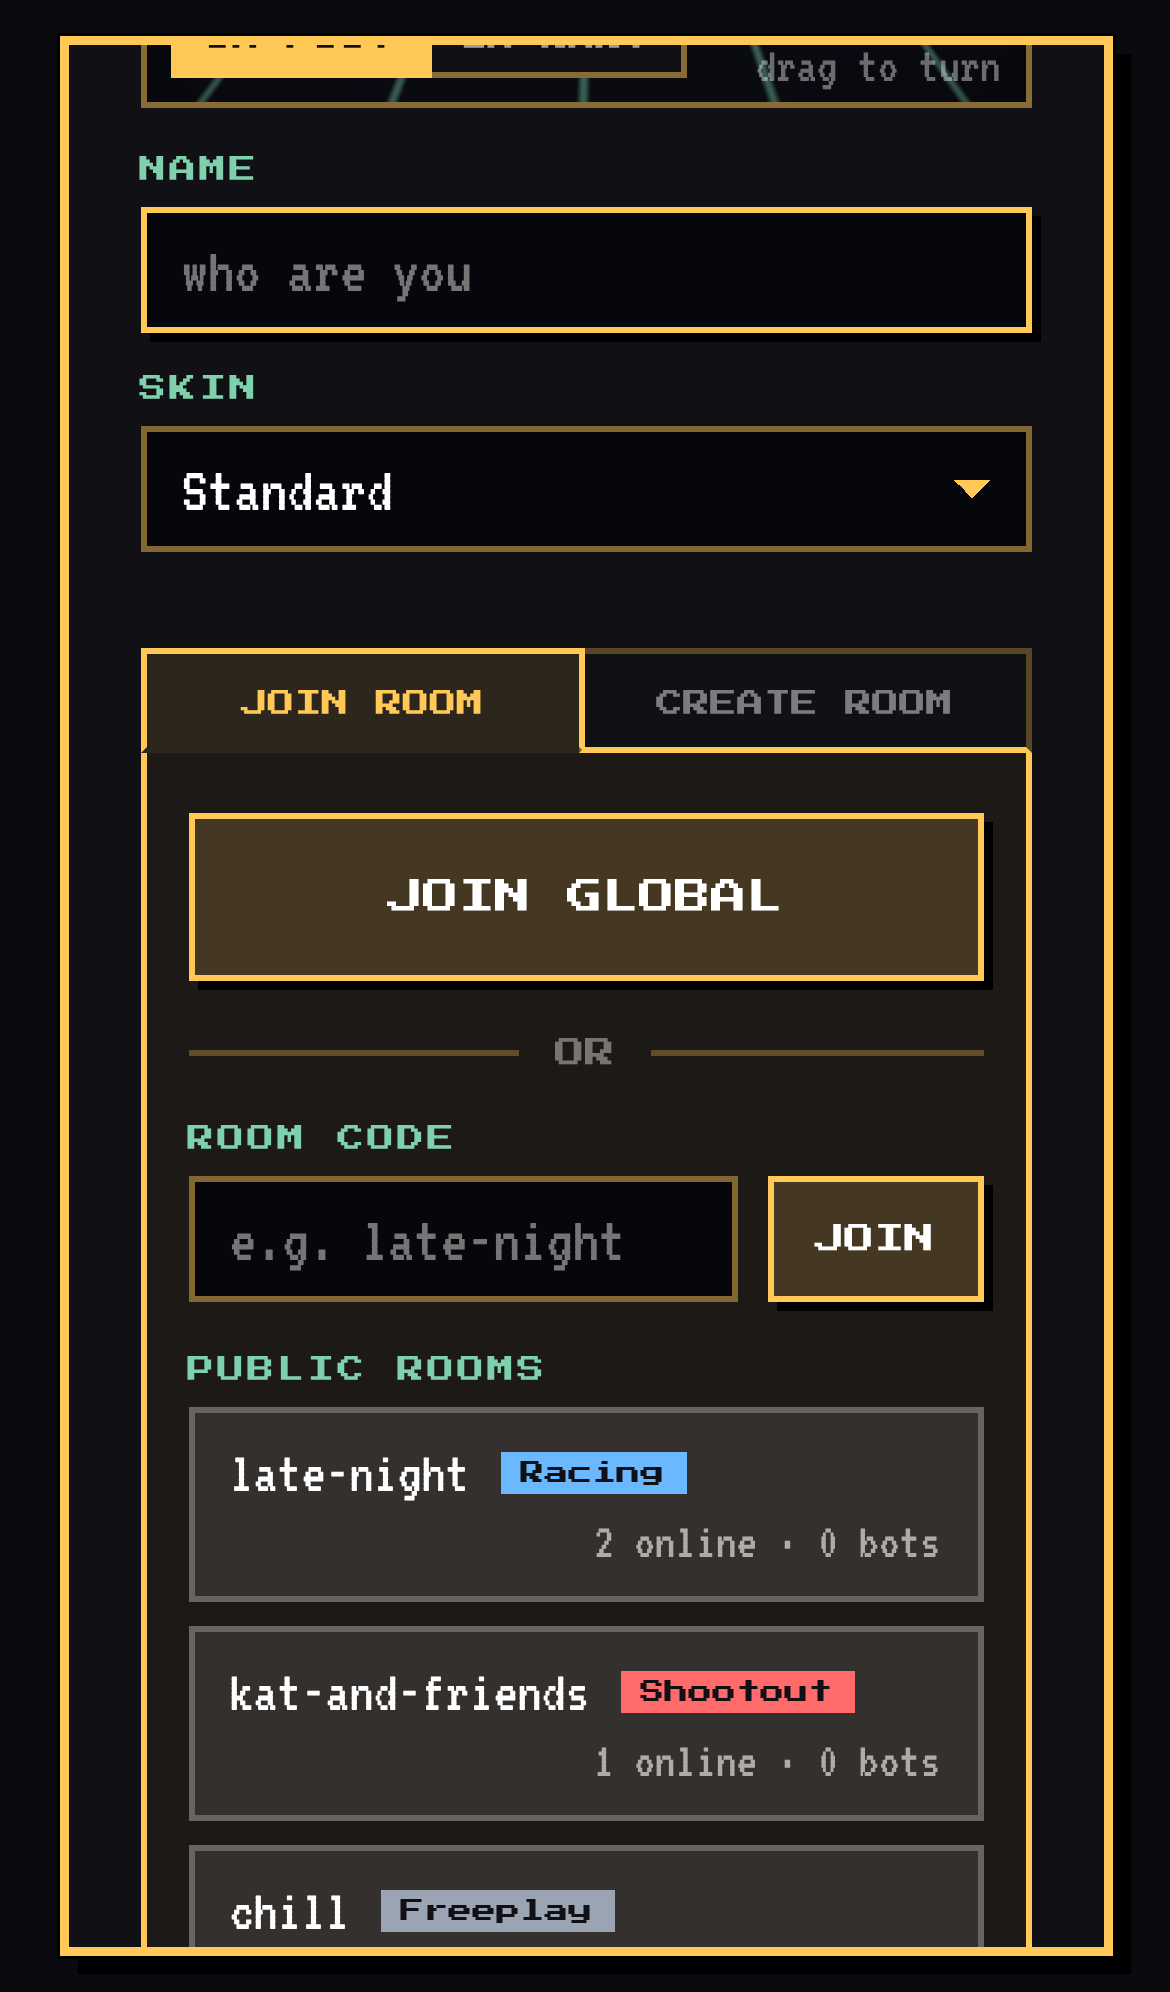 drag to turn
NAME
who are you
SKIN
Standard
JOIN ROOM
CREATE ROOM
JOIN GLOBAL
OR
ROOM CODE
e.g. late-night
JOIN
PUBLIC ROOMS
late-night Racing
2 online · 0 bots
kat-and-friends Shootout
1 online · 0 bots
chill Freeplay